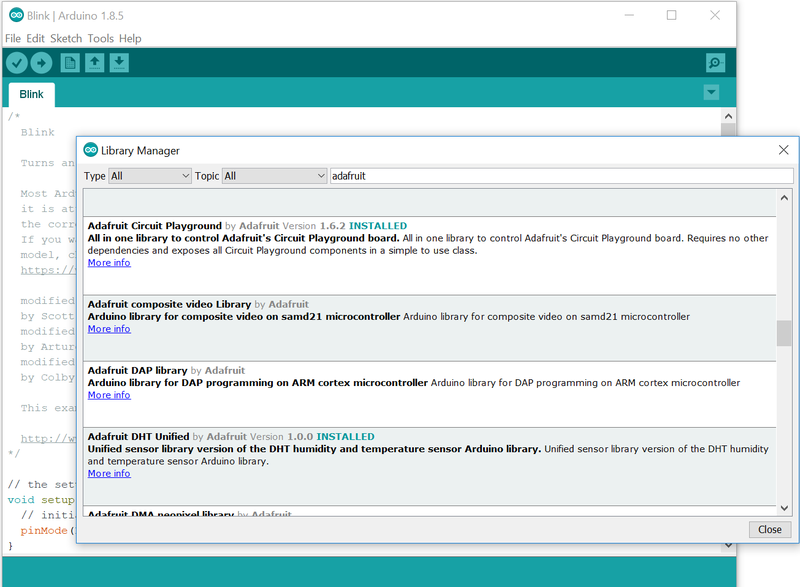 Blink | Arduino 1.8.5
File Edit Sketch Tools Help
Blink
/*
Blink
Turns an
Most Ard
it is at
the corr
If you wa
model, c
https://
modified
by Scott
modified
by Artur
modified
by Colby
This exa
http://w
*/
// the set
void setup
// initi
pinMode(
}
Library Manager
Type All Topic All adafruit
Adafruit Circuit Playground by Adafruit Version 1.6.2 INSTALLED
All in one library to control Adafruit's Circuit Playground board. All in one library to control Adafruit's Circuit Playground board. Requires no other
dependencies and exposes all Circuit Playground components in a simple to use class.
More info
Adafruit composite video Library by Adafruit
Arduino library for composite video on samd21 microcontroller Arduino library for composite video on samd21 microcontroller
More info
Adafruit DAP library by Adafruit
Arduino library for DAP programming on ARM cortex microcontroller Arduino library for DAP programming on ARM cortex microcontroller
More info
Adafruit DHT Unified by Adafruit Version 1.0.0 INSTALLED
Unified sensor library version of the DHT humidity and temperature sensor Arduino library. Unified sensor library version of the DHT humidity
and temperature sensor Arduino library.
More info
Adafruit DMA neopixel library by Adafruit
Close